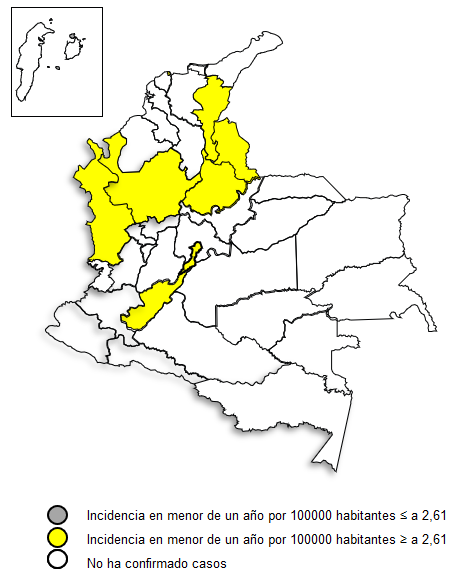 Incidencia en menor de un año por 100000 habitantes ≤ a 2,61
Incidencia en menor de un año por 100000 habitantes ≥ a 2,61
No ha confirmado casos